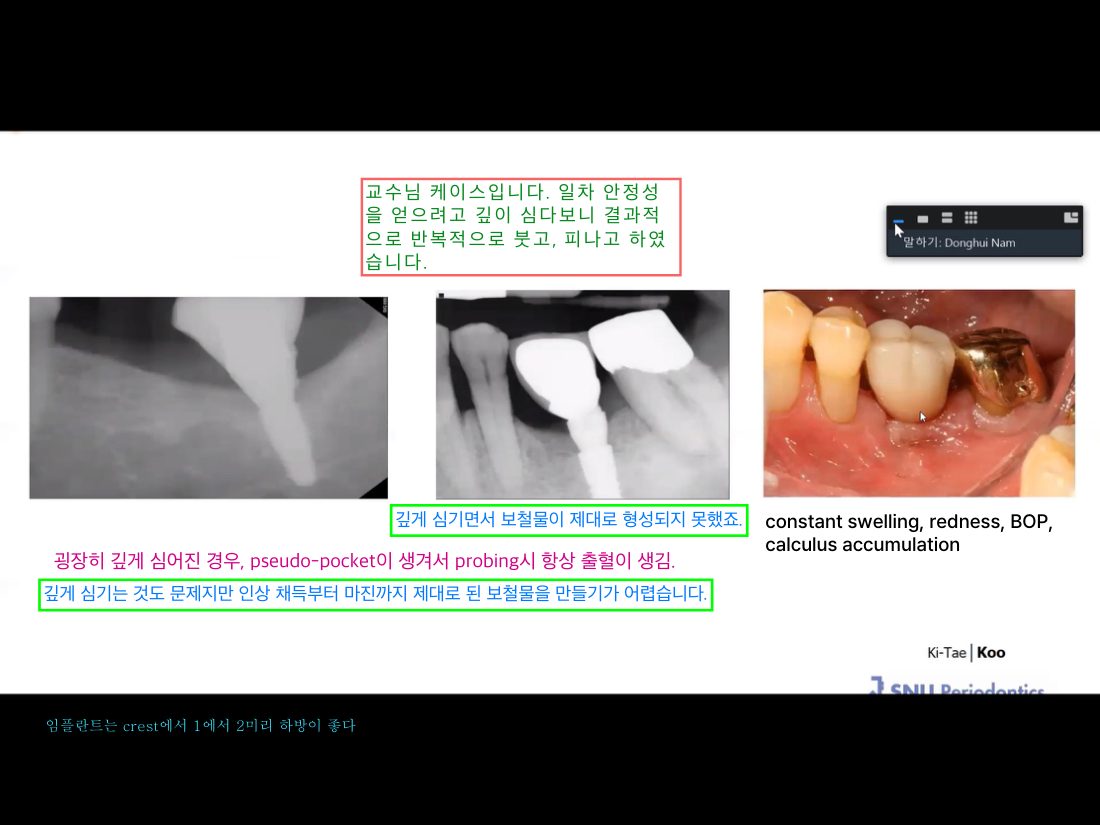 교수님 케이스입니다. 일차 안정성
을 얻으려고 깊이 심다보니 결과적
으로 반복적으로 붓고, 피나고 하였
습니다.
말하기: Donghui Nam
깊게 심기면서 보철물이 제대로 형성되지 못했죠.
constant swelling, redness, BOP,
calculus accumulation
굉장히 깊게 심어진 경우, pseudo-pocket이 생겨서 probing시 항상 출혈이 생김.
깊게 심기는 것도 문제지만 인상 채득부터 마진까지 제대로 된 보철물을 만들기가 어렵습니다.
Ki-Tae | Koo
SNU Periodontics
임플란트는 crest에서 1에서 2미리 하방이 좋다